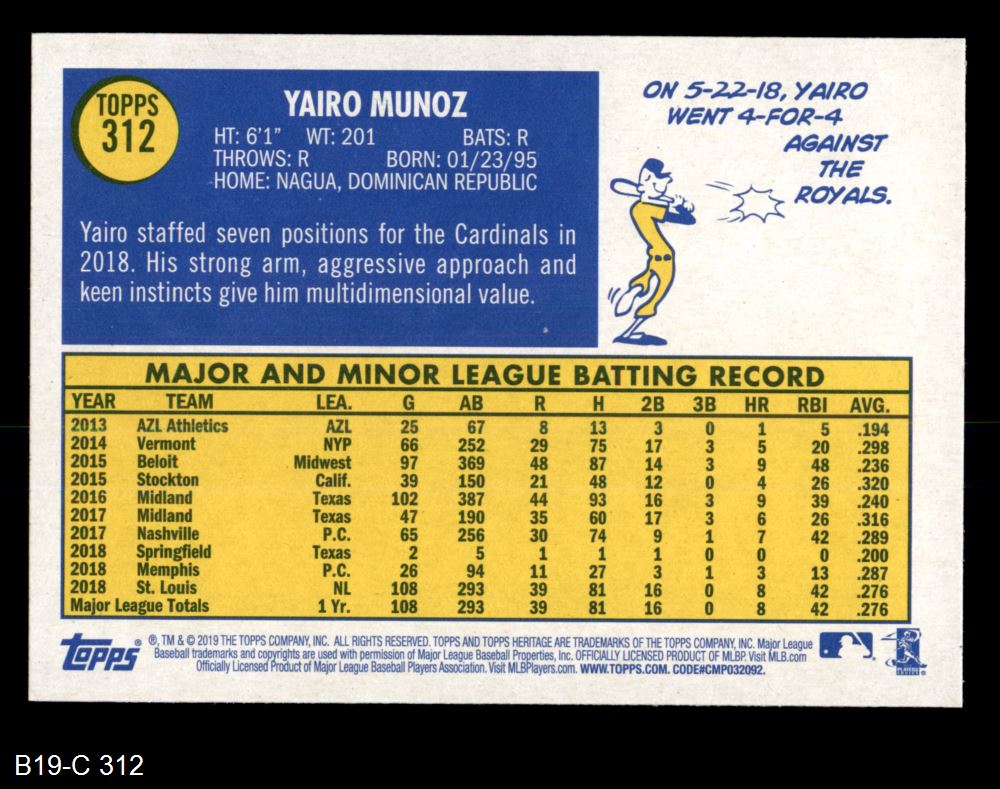 TOPPS
312
YAIRO MUNOZ
HT: 6'1" WT: 201 BATS: R
THROWS: R BORN: 01/23/95
HOME: NAGUA, DOMINICAN REPUBLIC
Yairo staffed seven positions for the Cardinals in
2018. His strong arm, aggressive approach and
keen instincts give him multidimensional value.
ON 5-22-18, YAIRO
WENT 4-FOR-4
AGAINST
THE
ROYALS.
MAJOR AND MINOR LEAGUE BATTING RECORD
YEAR TEAM LEA. G AB R H 2B 3B HR RBI AVG.
2013 AZL Athletics AZL 25 67 8 13 3 0 1 5 .194
2014 Vermont NYP 66 252 29 75 17 3 5 20 .298
2015 Beloit Midwest 97 369 48 87 14 3 9 48 .236
2015 Stockton Calif. 39 150 21 48 12 0 4 26 .320
2016 Midland Texas 102 387 44 93 16 3 9 39 .240
2017 Midland Texas 47 190 35 60 17 3 6 26 .316
2017 Nashville P.C. 65 256 30 74 9 1 7 42 .289
2018 Springfield Texas 2 5 1 1 1 0 0 0 .200
2018 Memphis P.C. 26 94 11 27 3 1 3 13 .287
2018 St. Louis NL 108 293 39 81 16 0 8 42 .276
Major League Totals 1 Yr. 108 293 39 81 16 0 8 42 .276
Topps ®
®, TM & © 2019 THE TOPPS COMPANY, INC. ALL RIGHTS RESERVED. TOPPS AND TOPPS HERITAGE ARE TRADEMARKS OF THE TOPPS COMPANY, INC. Major League
Baseball trademarks and copyrights are used with permission of Major League Baseball Properties, Inc. OFFICIALLY LICENSED PRODUCT OF MLBP. Visit MLB.com
Officially Licensed Product of Major League Baseball Players Association. Visit MLBPlayers.com. WWW.TOPPS.COM. CODE#CMP032092.
PLAYERS
CHOICE
B19-C 312